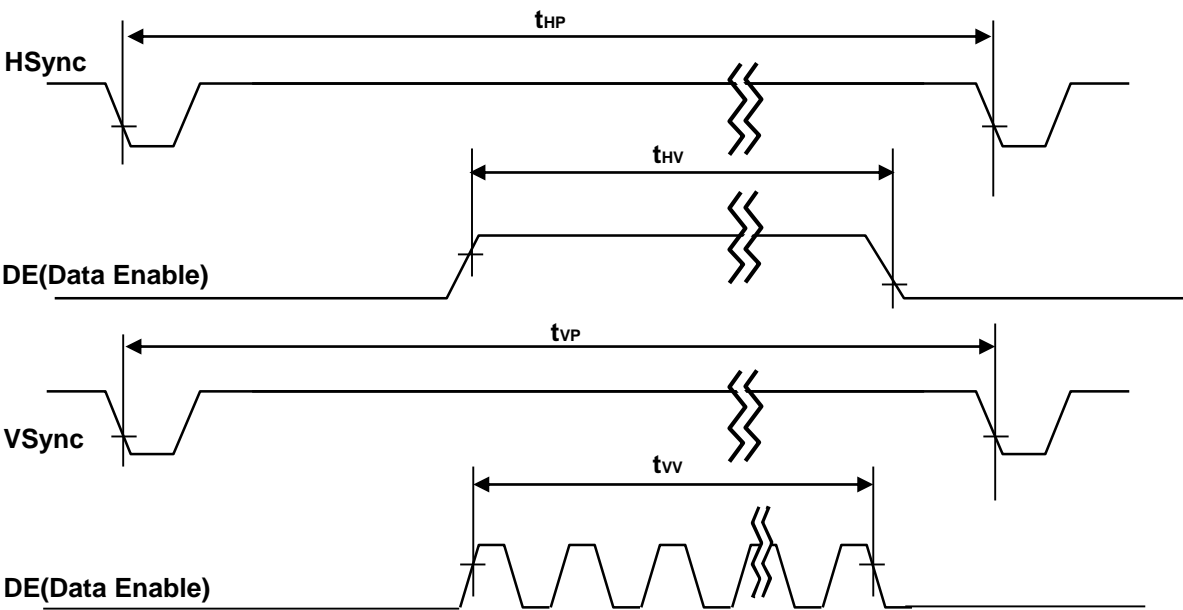 tHP
HSync
tHV
DE(Data Enable)
tVP
VSync
tVV
DE(Data Enable)